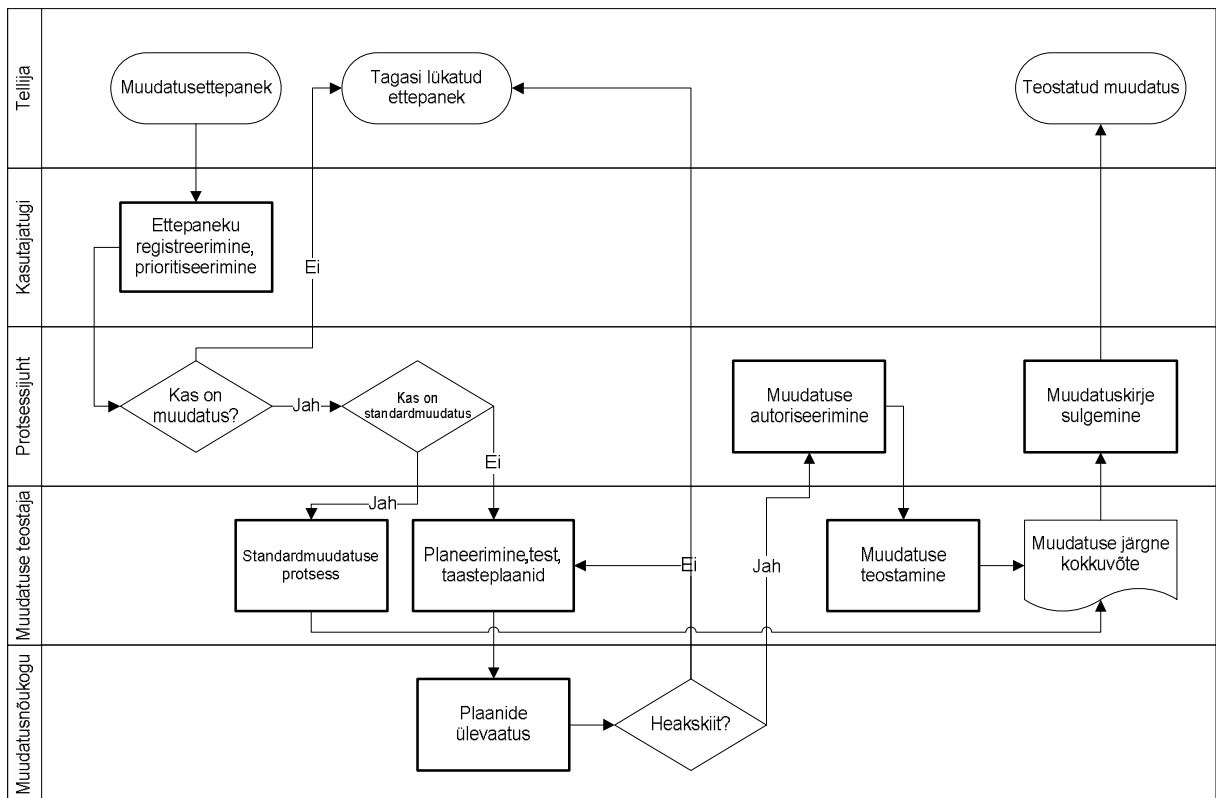 Tellija
Muudatusettepanek
Tagasi lükatud
ettepanek
Teostatud muudatus
Kasutajatugi
Ettepaneku
registreerimine,
prioritiseerimine
Ei
Protsessijuht
Kas on
muudatus?
Jah
Kas on
standardmuudatus
Ei
Muudatuse
autoriseerimine
Muudatuskirje
sulgemine
Muudatuse teostaja
Jah
Standardmuudatuse
protsess
Planeerimine,test,
taasteplaanid
Ei
Jah
Muudatuse
teostamine
Muudatuse järgne
kokkuvõte
Muudatusnõukogu
Plaanide
ülevaatus
Heakskiit?